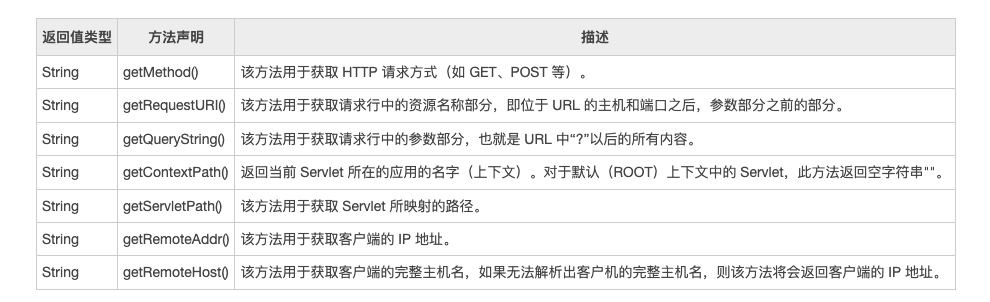 返回值类型 方法声明 描述
String getMethod() 该方法用于获取 HTTP 请求方式（如 GET、POST 等）。
String getRequestURI() 该方法用于获取请求行中的资源名称部分，即位于 URL 的主机和端口之后，参数部分之前的部分。
String getQueryString() 该方法用于获取请求行中的参数部分，也就是 URL 中“?”以后的所有内容。
String getContextPath() 返回当前 Servlet 所在的应用的名字（上下文）。对于默认（ROOT）上下文中的 Servlet，此方法返回空字符串""。
String getServletPath() 该方法用于获取 Servlet 所映射的路径。
String getRemoteAddr() 该方法用于获取客户端的 IP 地址。
String getRemoteHost() 该方法用于获取客户端的完整主机名，如果无法解析出客户机的完整主机名，则该方法将会返回客户端的 IP 地址。